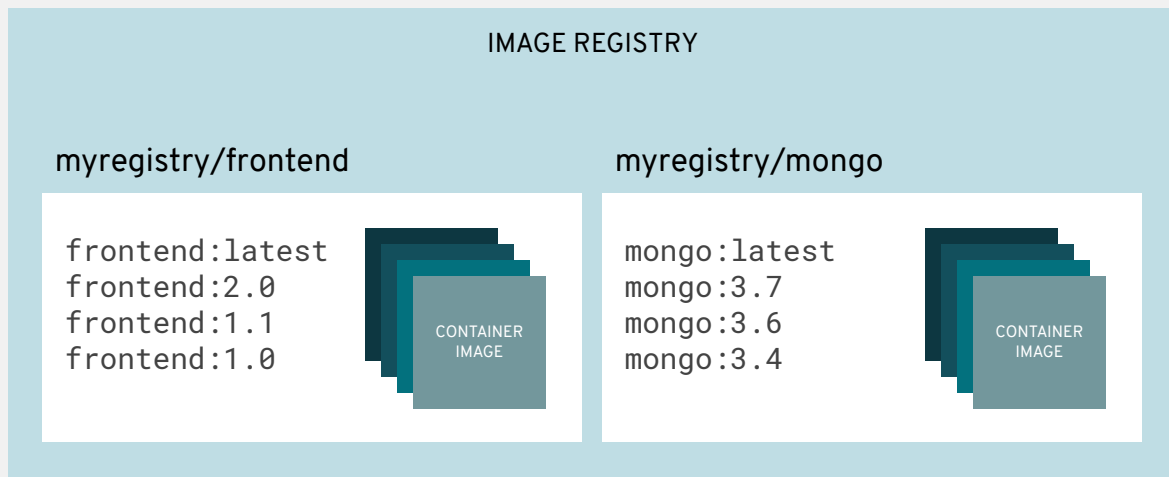 IMAGE REGISTRY
myregistry/frontend
frontend:latest
frontend:2.0
frontend:1.1
frontend:1.0
CONTAINER
IMAGE
myregistry/mongo
mongo:latest
mongo:3.7
mongo:3.6
mongo:3.4
CONTAINER
IMAGE